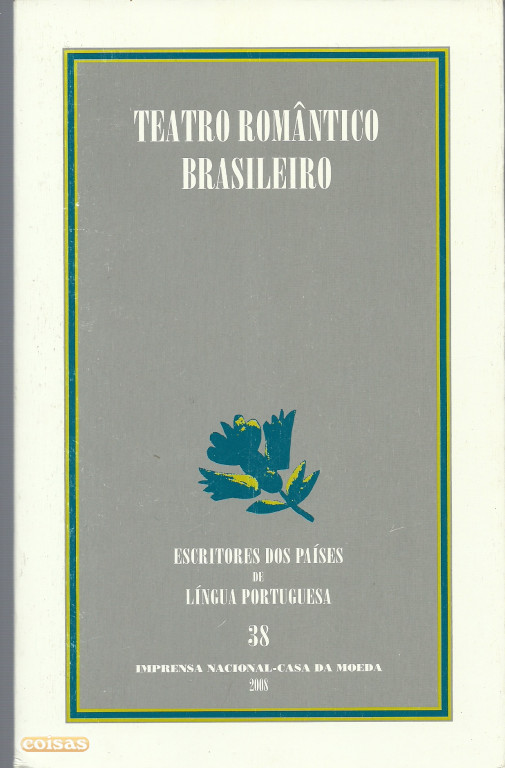 TEATRO ROMÂNTICO
BRASILEIRO
ESCRITORES DOS PAÍSES
DE
LÍNGUA PORTUGUESA
38
IMPRENSA NACIONAL-CASA DA MOEDA
2008
coisas